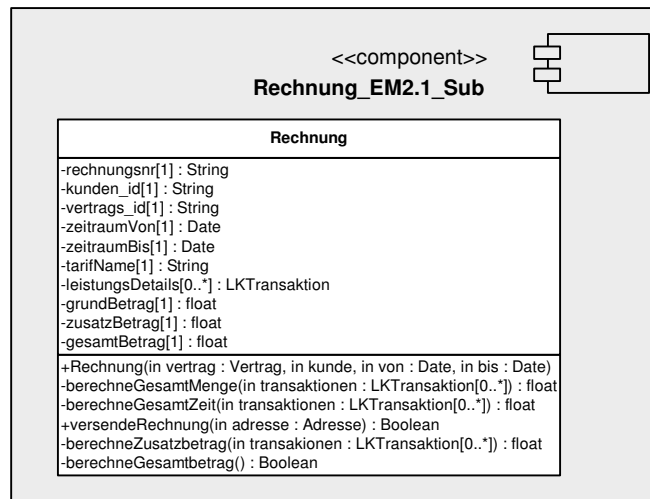 <<component>>
Rechnung_EM2.1_Sub
Rechnung
-rechnungsnr[1] : String
-kunden_id[1] : String
-vertrags_id[1] : String
-zeitraumVon[1] : Date
-zeitraumBis[1] : Date
-tarifName[1] : String
-leistungsDetails[0..*] : LKTransaktion
-grundBetrag[1] : float
-zusatzBetrag[1] : float
-gesamtBetrag[1] : float
+Rechnung(in vertrag : Vertrag, in kunde, in von : Date, in bis : Date)
-berechneGesamtMenge(in transaktionen : LKTransaktion[0..*]) : float
-berechneGesamtZeit(in transaktionen : LKTransaktion[0..*]) : float
+versendeRechnung(in adresse : Adresse) : Boolean
-berechneZusatzbetrag(in transakionen : LKTransaktion[0..*]) : float
-berechneGesamtbetrag() : Boolean